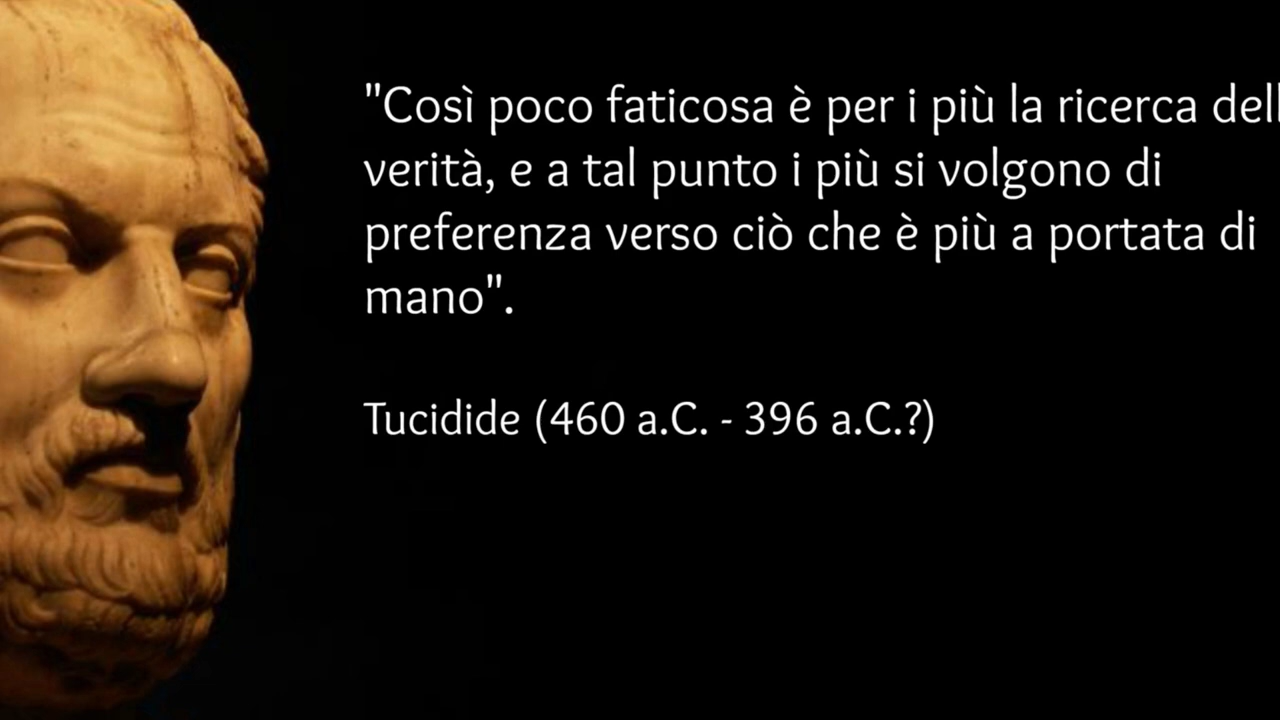 "Così poco faticosa è per i più la ricerca dell
verità, e a tal punto i più si volgono di
preferenza verso ciò che è più a portata di
mano".
Tucidide (460 a.C. - 396 a.C.?)